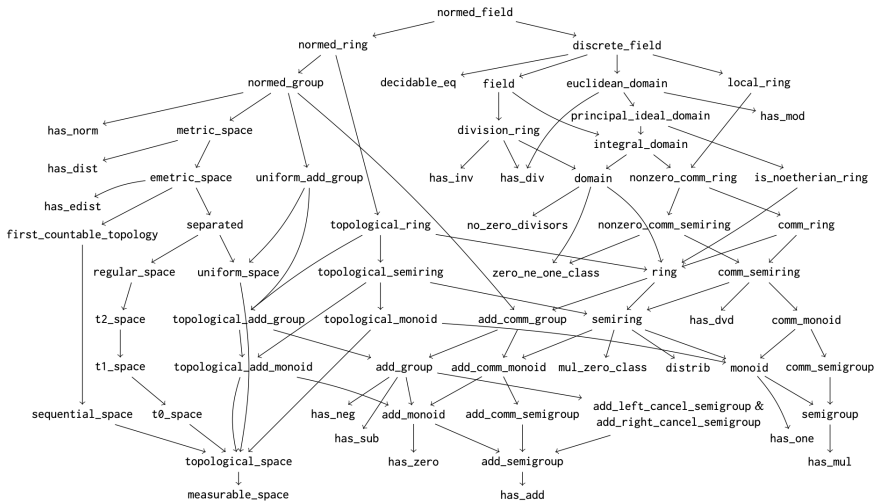 normed_field
normed_ring
discrete_field
normed_group
decidable_eq
field
euclidean_domain
local_ring
principal_ideal_domain
has_mod
has_norm
metric_space
division_ring
integral_domain
has_dist
emetric_space
uniform_add_group
has_inv
has_div
domain
nonzero_comm_ring
is_noetherian_ring
has_edist
first_countable_topology
separated
topological_ring
no_zero_divisors
nonzero_comm_semiring
comm_ring
regular_space
uniform_space
topological_semiring
zero_ne_one_class
ring
comm_semiring
t2_space
topological_add_group
topological_monoid
add_comm_group
semiring
has_dvd
comm_monoid
t1_space
topological_add_monoid
add_group
add_comm_monoid
mul_zero_class
distrib
monoid
comm_semigroup
sequential_space
t0_space
has_neg
add_monoid
add_comm_semigroup
add_left_cancel_semigroup &
add_right_cancel_semigroup
semigroup
has_sub
has_one
topological_space
has_zero
add_semigroup
has_mul
measurable_space
has_add